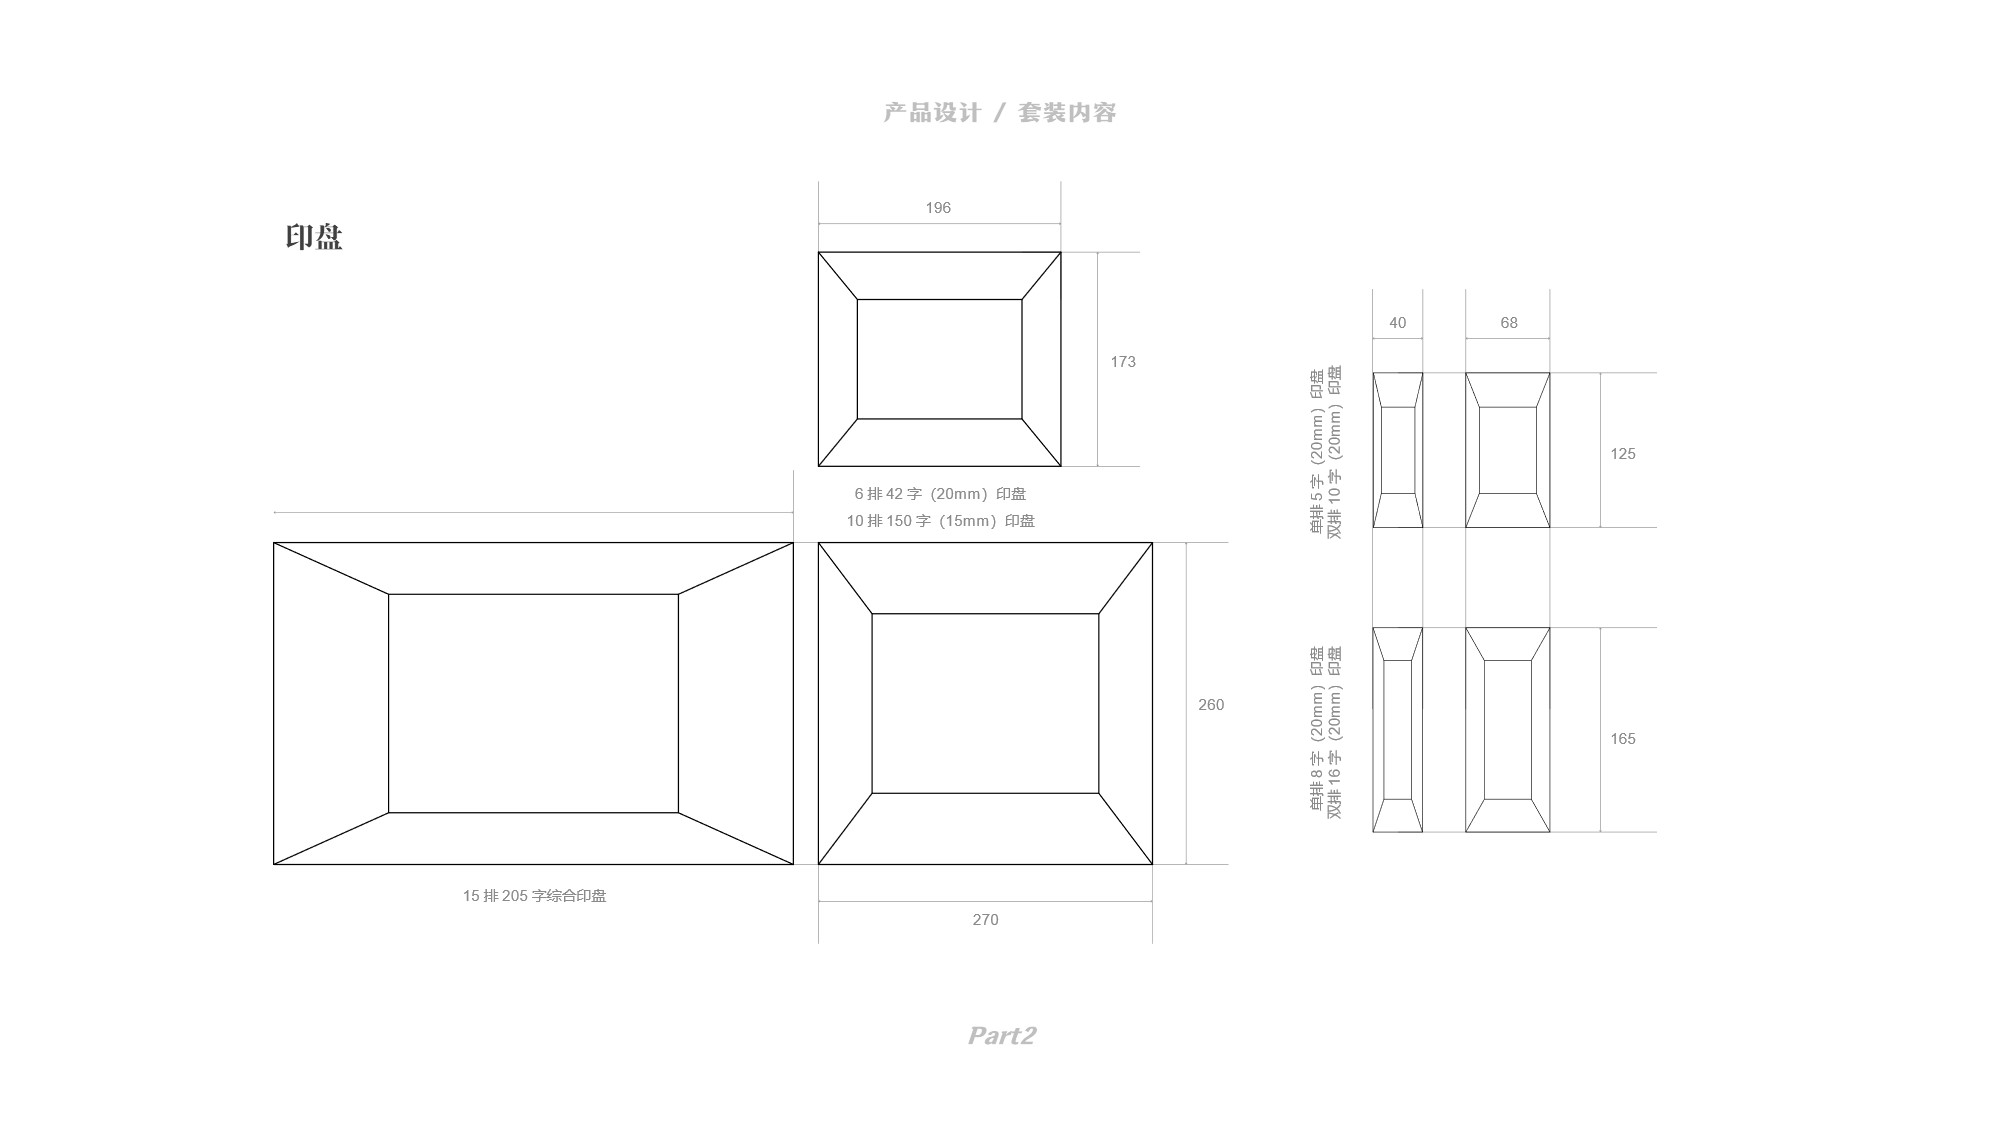 产品设计 / 套装内容
印盘
196
173
6 排 42 字（20mm）印盘
10 排 150 字（15mm）印盘
15 排 205 字综合印盘
260
270
40
68
单排 5 字（20mm）印盘
双排 10 字（20mm）印盘
125
单排 8 字（20mm）印盘
双排 16 字（20mm）印盘
165
Part2